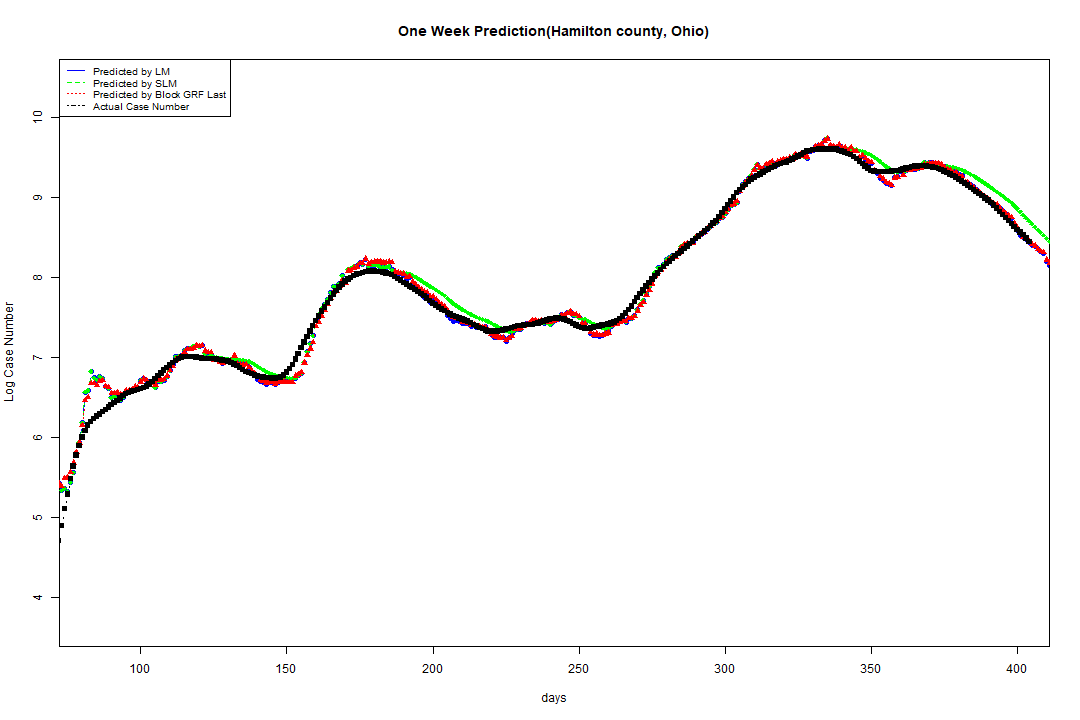 One Week Prediction(Hamilton county, Ohio)
Predicted by LM
Predicted by SLM
Predicted by Block GRF Last
Actual Case Number
10
9
8
7
6
5
4
Log Case Number
100 150 200 250 300 350 400
days